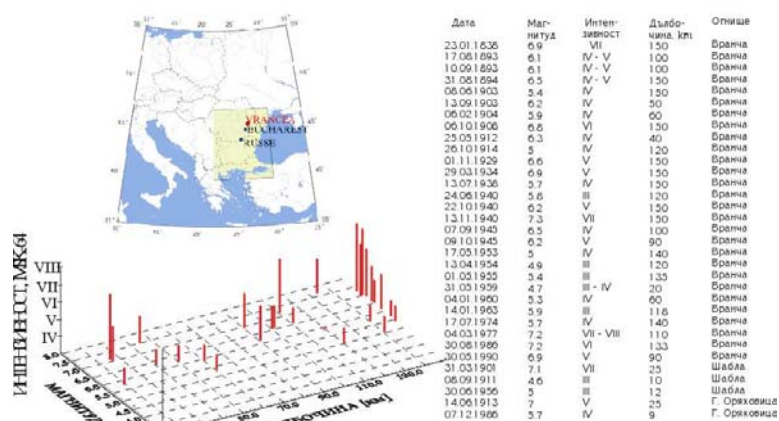 VRANCEA
BUCHAREST
RUSSE
ИНТЕНЗИВНОСТ, MSK-64
VIII
VII
VI
V
IV
МАГНИТУД
Дата Маг-нитуд Интен-зивност Дълбо-чина, km Огнище
23.01.1838 6.9 VII 150 Вранча
17.08.1893 6.1 IV - V 100 Вранча
10.09.1893 6.1 IV - V 100 Вранча
31.08.1894 6.5 IV - V 150 Вранча
08.06.1903 5.4 IV 150 Вранча
13.09.1903 6.2 IV 50 Вранча
06.02.1904 5.9 IV 60 Вранча
06.10.1908 6.8 VI 150 Вранча
25.05.1912 6.3 IV 40 Вранча
26.10.1914 5 IV 120 Вранча
01.11.1929 6.6 V 150 Вранча
29.03.1934 6.9 V 150 Вранча
13.07.1938 5.7 IV 150 Вранча
24.06.1940 5.8 III 120 Вранча
22.10.1940 6.2 V 150 Вранча
13.11.1940 7.3 VII 150 Вранча
07.09.1945 6.5 IV 100 Вранча
09.10.1945 6.2 V 90 Вранча
17.05.1953 5 IV 140 Вранча
13.04.1954 4.9 III 120 Вранча
01.05.1955 5.4 III 135 Вранча
31.05.1959 4.7 III - IV 20 Вранча
04.01.1960 5.3 IV 60 Вранча
14.01.1963 5.9 III 118 Вранча
17.07.1974 5.7 IV 140 Вранча
04.03.1977 7.2 VII - VIII 110 Вранча
30.08.1986 7.2 VI 133 Вранча
30.05.1990 6.9 V 90 Вранча
31.03.1901 7.1 VII 25 Шабла
08.09.1911 4.6 III 10 Шабла
30.06.1956 5 III 12 Шабла
14.06.1913 7 V 25 Г. Оряховица
07.12.1986 5.7 IV 9 Г. Оряховица